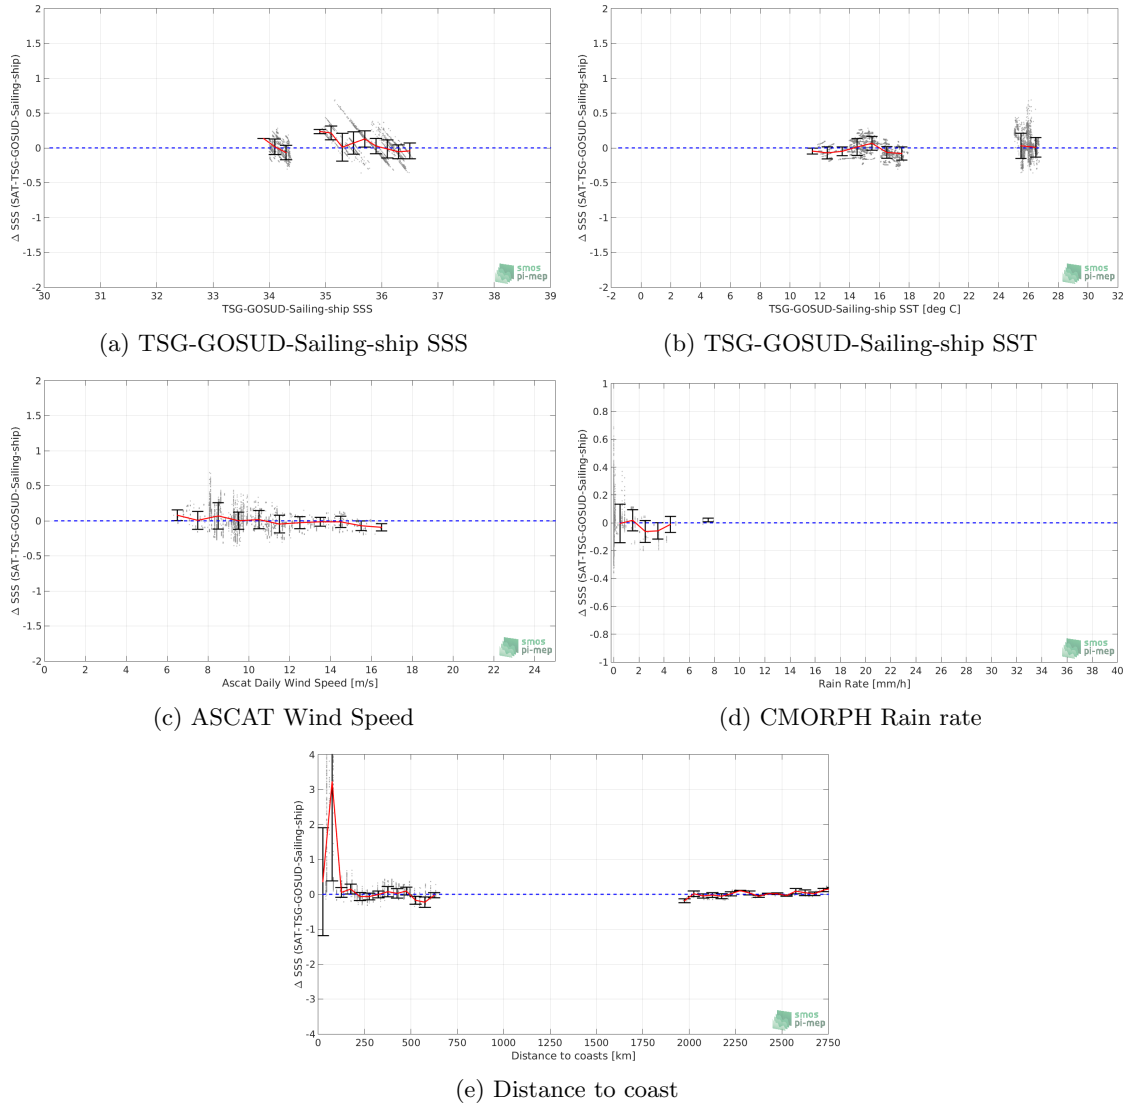 2
1.5
1
0.5
0
-0.5
-1
-1.5
-2
Δ SSS (SAT-TSG-GOSUD-Sailing-ship)
30 31 32 33 34 35 36 37 38 39
TSG-GOSUD-Sailing-ship SSS
smos
pi-mep
(a) TSG-GOSUD-Sailing-ship SSS
2
1.5
1
0.5
0
-0.5
-1
-1.5
-2
Δ SSS (SAT-TSG-GOSUD-Sailing-ship)
-2 0 2 4 6 8 10 12 14 16 18 20 22 24 26 28 30 32
TSG-GOSUD-Sailing-ship SST [deg C]
smos
pi-mep
(b) TSG-GOSUD-Sailing-ship SST
2
1.5
1
0.5
0
-0.5
-1
-1.5
-2
Δ SSS (SAT-TSG-GOSUD-Sailing-ship)
0 2 4 6 8 10 12 14 16 18 20 22 24
Ascat Daily Wind Speed [m/s]
smos
pi-mep
(c) ASCAT Wind Speed
1
0.8
0.6
0.4
0.2
0
-0.2
-0.4
-0.6
-0.8
-1
Δ SSS (SAT-TSG-GOSUD-Sailing-ship)
0 2 4 6 8 10 12 14 16 18 20 22 24 26 28 30 32 34 36 38 40
Rain Rate [mm/h]
smos
pi-mep
(d) CMORPH Rain rate
4
3
2
1
0
-1
-2
-3
-4
Δ SSS (SAT-TSG-GOSUD-Sailing-ship)
0 250 500 750 1000 1250 1500 1750 2000 2250 2500 2750
Distance to coasts [km]
smos
pi-mep
(e) Distance to coast